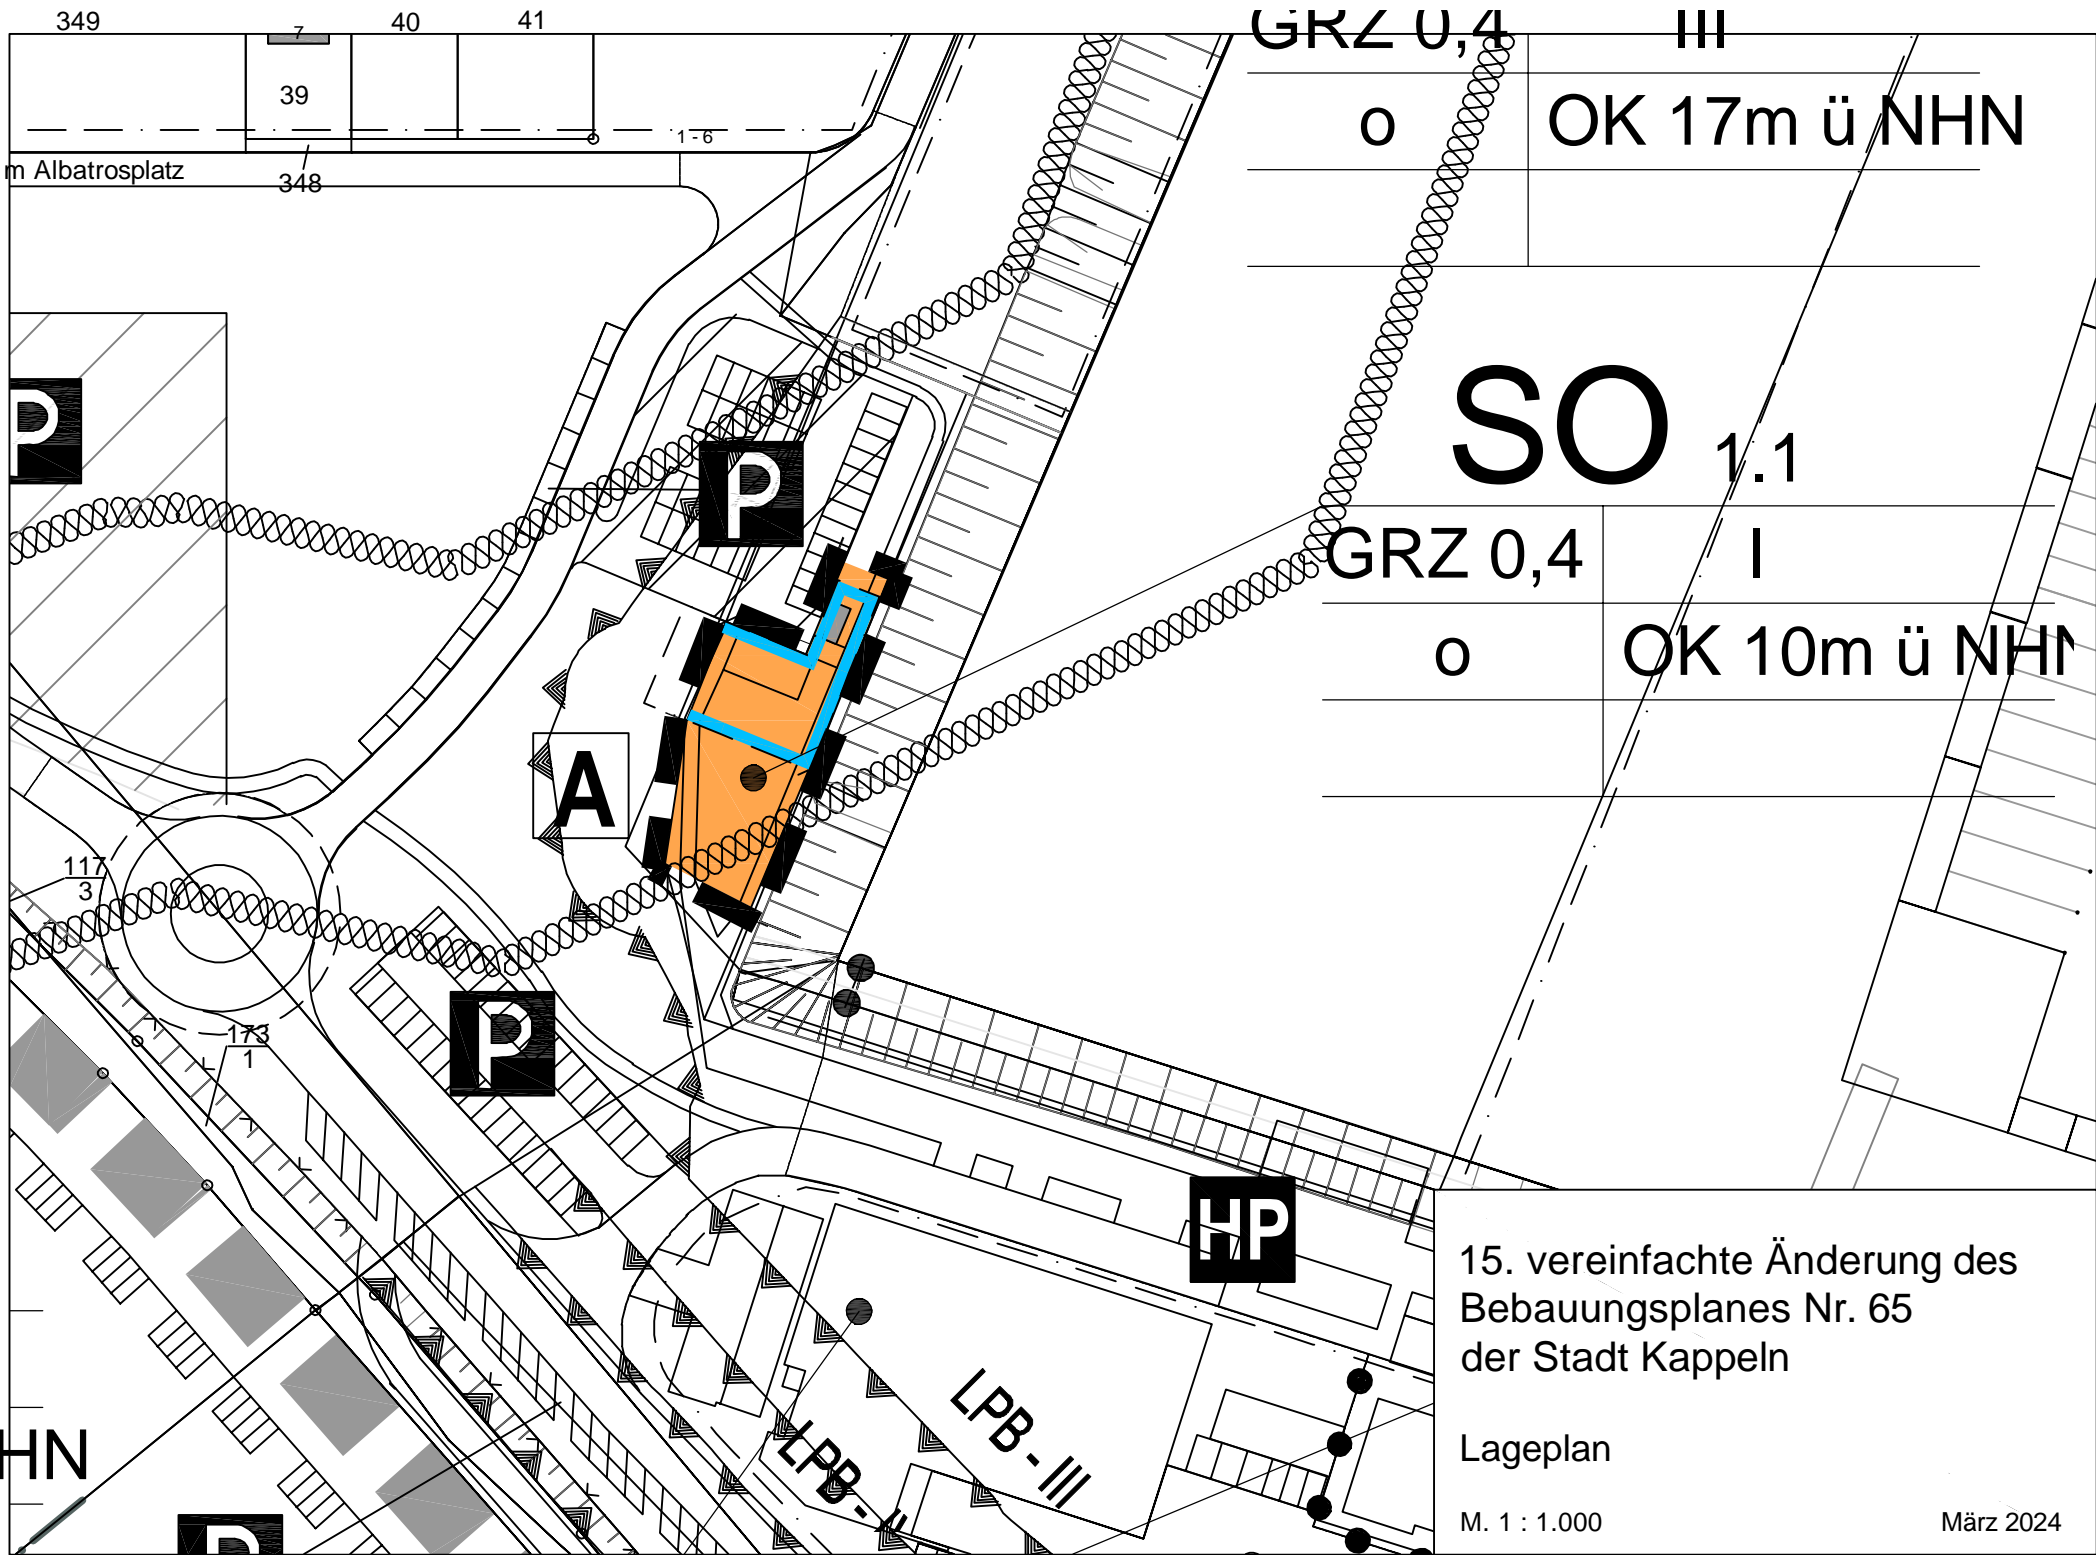 349
7
40
41
39
1 - 6
m Albatrosplatz
348
GRZ 0,4
III
o
OK 17m ü NHN
P
P
SO 1.1
GRZ 0,4
I
o
OK 10m ü NHN
A
117
3
173
1
P
HP
LPB - III
HN
P
15. vereinfachte Änderung des
Bebauungsplanes Nr. 65
der Stadt Kappeln
Lageplan
M. 1 : 1.000
März 2024